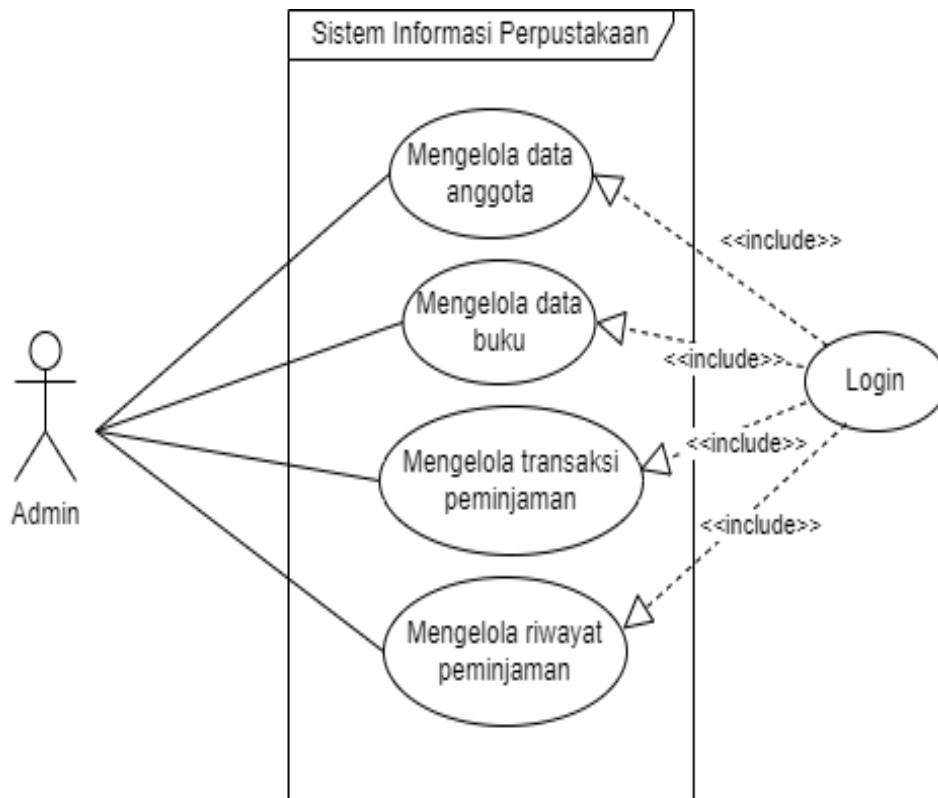 Sistem Informasi Perpustakaan
Mengelola data
anggota
<<include>>
Mengelola data
buku
<<include>>
Login
Mengelola transaksi
peminjaman
<<include>>
Admin
<<include>>
Mengelola riwayat
peminjaman